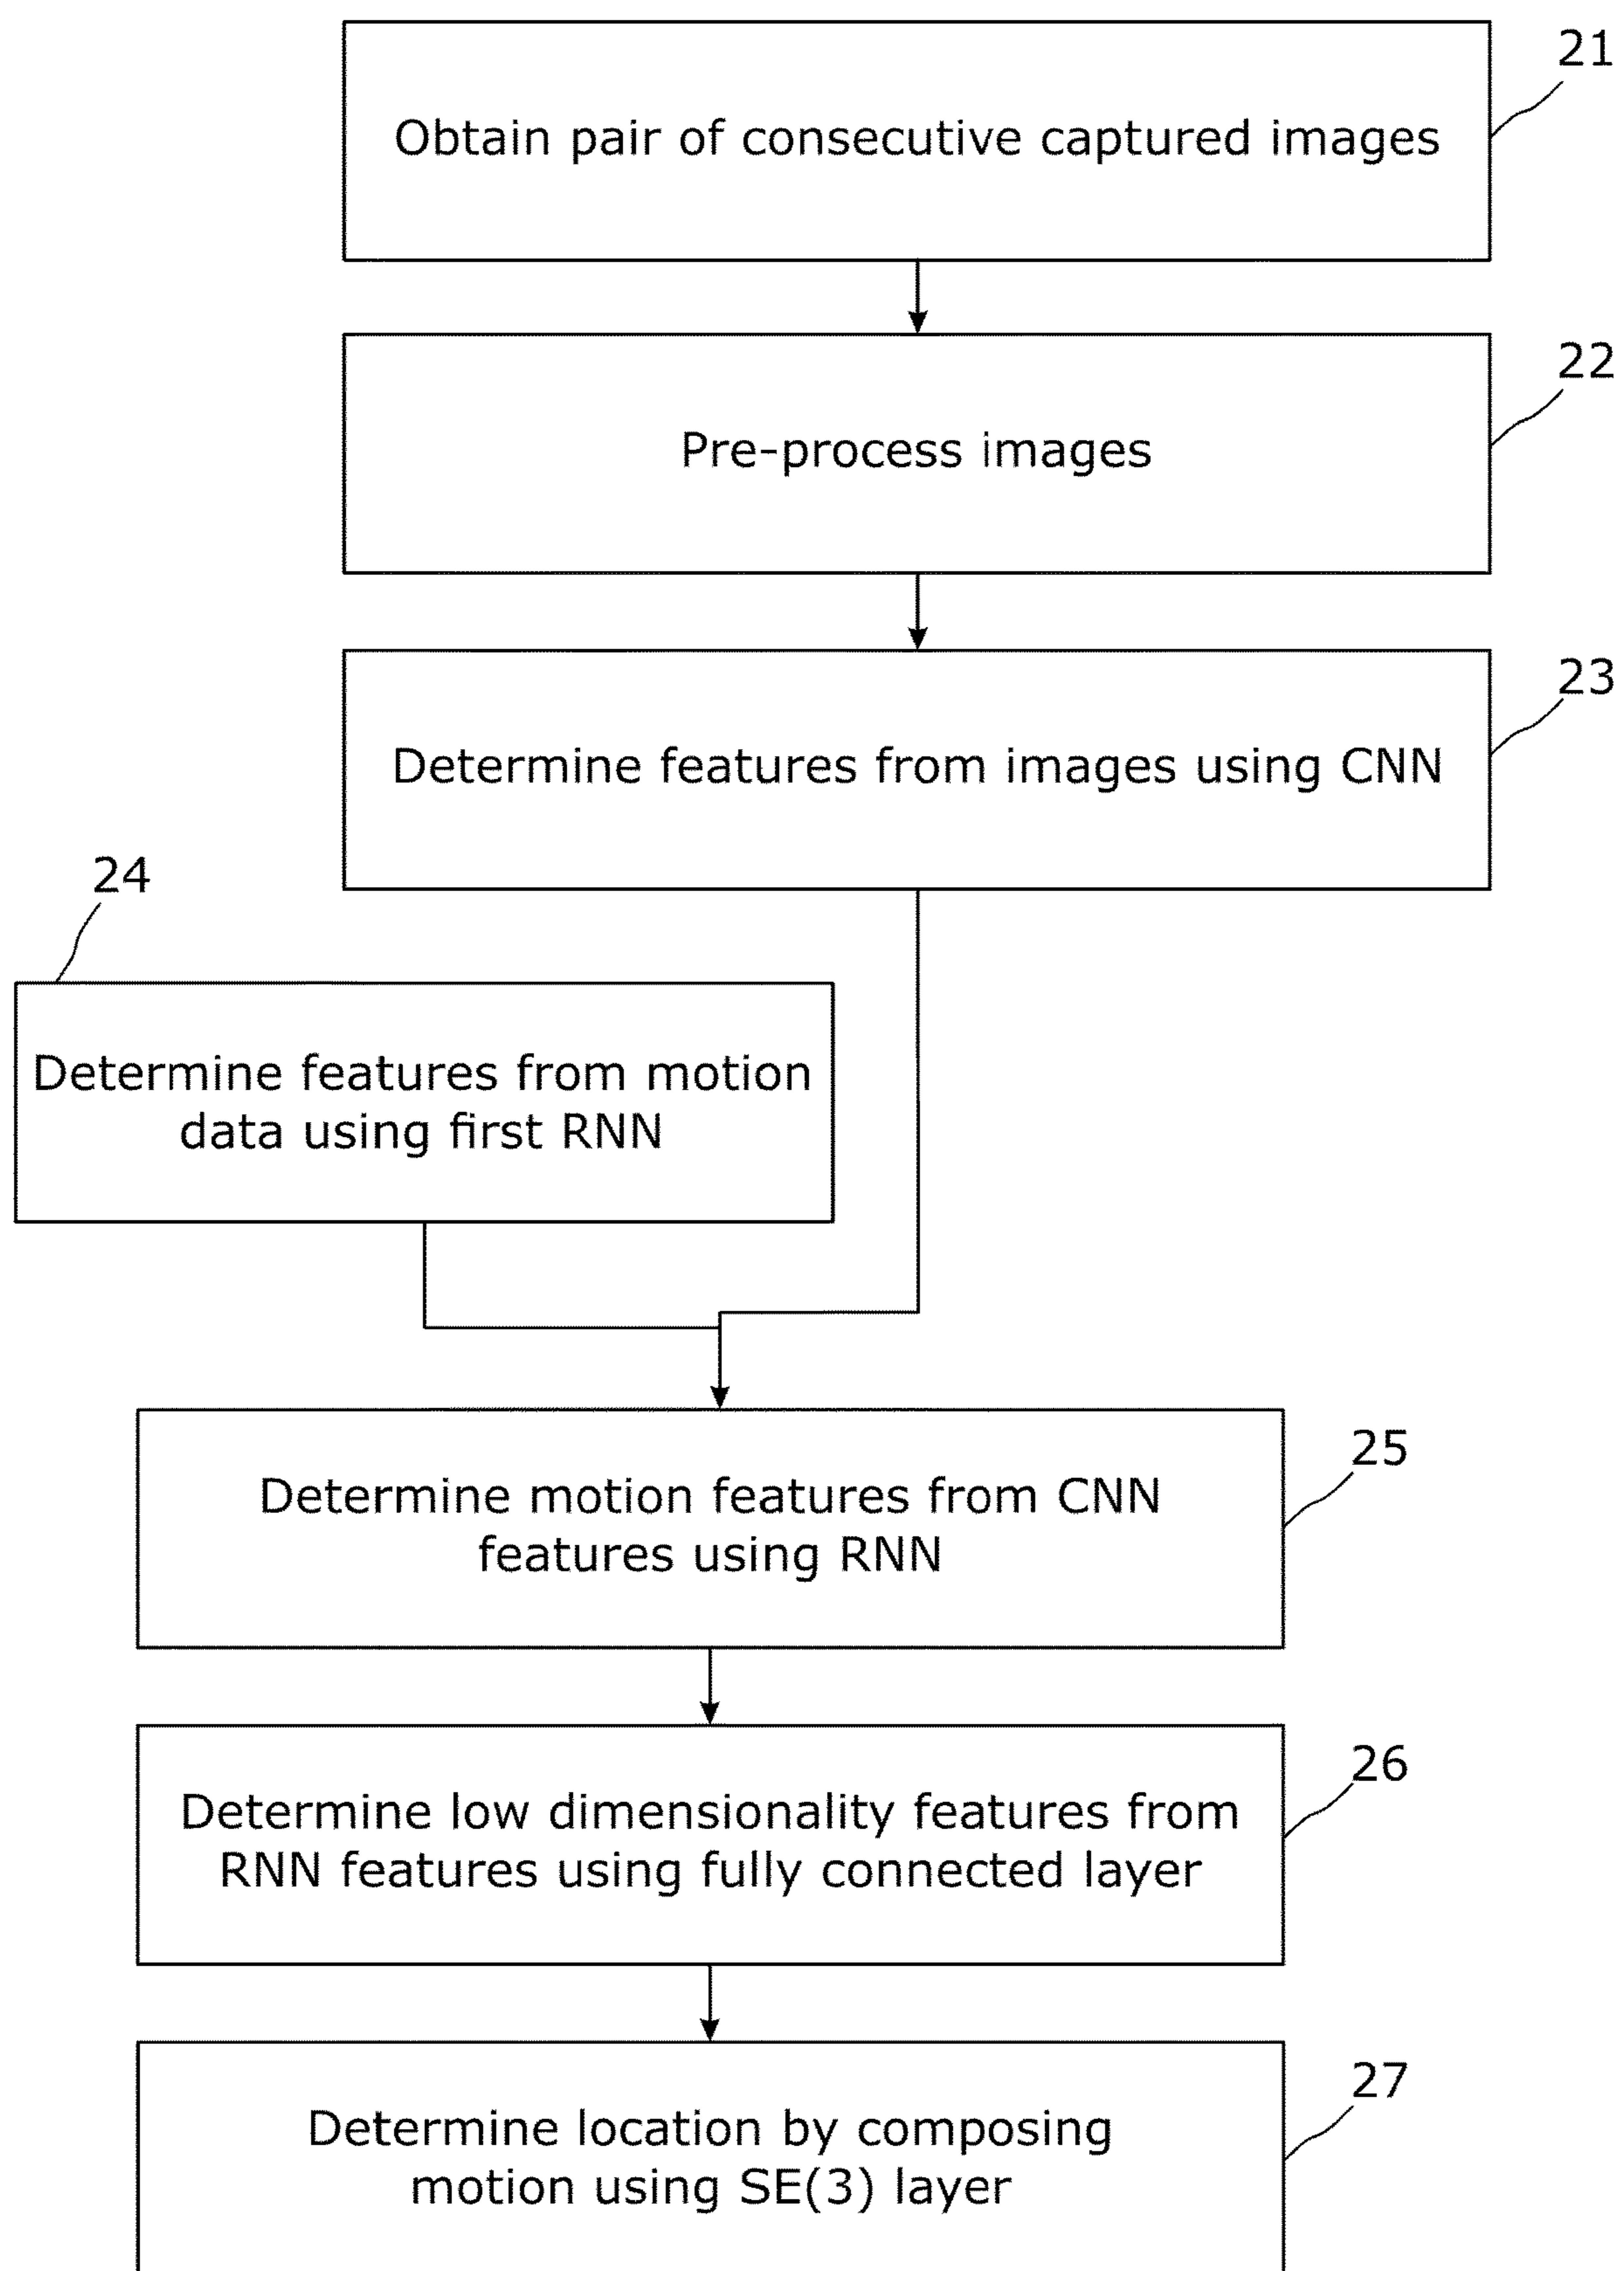 21
Obtain pair of consecutive captured images
22
Pre-process images
23
Determine features from images using CNN
24
Determine features from motion
data using first RNN
25
Determine motion features from CNN
features using RNN
26
Determine low dimensionality features from
RNN features using fully connected layer
27
Determine location by composing
motion using SE(3) layer